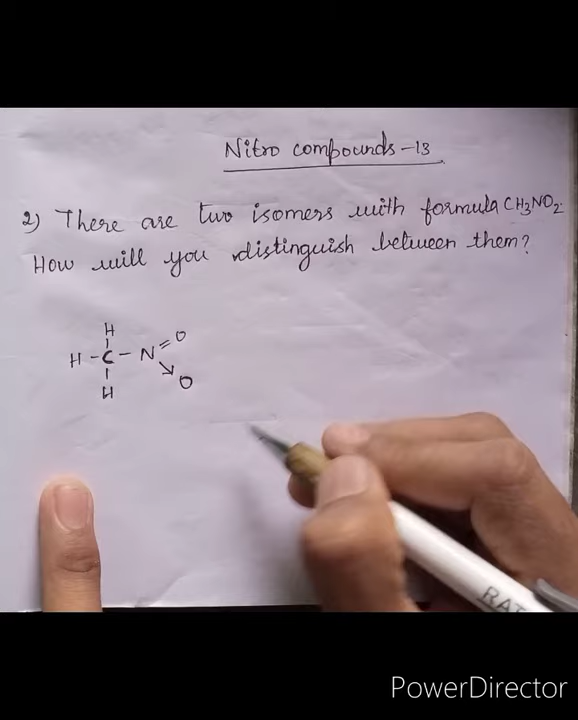 Nitro compounds -13
2) There are two isomers with formula CH3NO2.
How will you distinguish between them?
H
H - C - N = O
O
H
PowerDirector